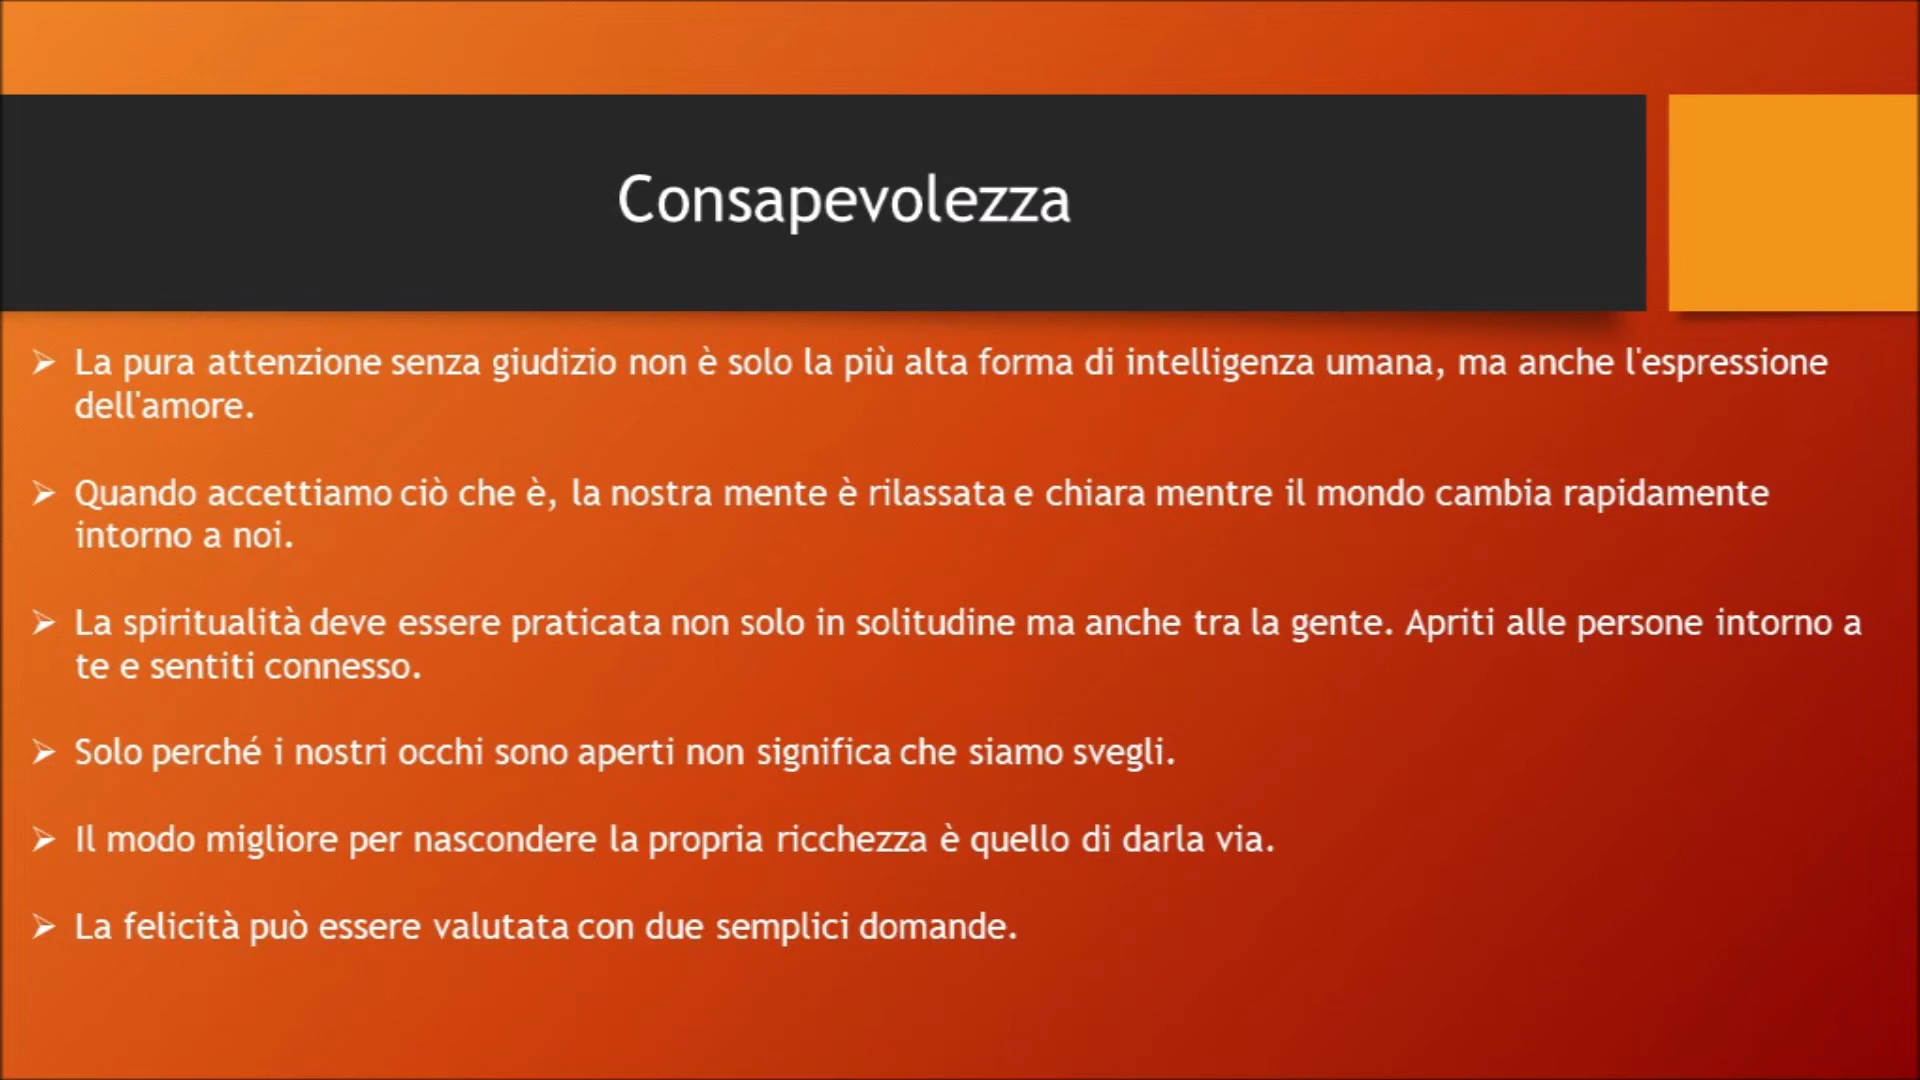 Consapevolezza
La pura attenzione senza giudizio non è solo la più alta forma di intelligenza umana, ma anche l'espressione
dell'amore.
Quando accettiamo ciò che è, la nostra mente è rilassata e chiara mentre il mondo cambia rapidamente
intorno a noi.
La spiritualità deve essere praticata non solo in solitudine ma anche tra la gente. Apriti alle persone intorno a
te e sentiti connesso.
Solo perché i nostri occhi sono aperti non significa che siamo svegli.
Il modo migliore per nascondere la propria ricchezza è quello di darla via.
La felicità può essere valutata con due semplici domande.